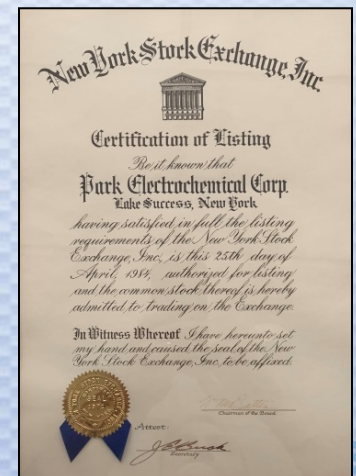 New York Stock Exchange, Inc.
Certification of Listing
Be it known that
Park Electrochemical Corp.
Lake Success, New York
having satisfied in full the listing
requirements of the New York Stock
Exchange, Inc., is this 25th day of
April, 1984, authorized for listing
and the common stock thereof is hereby
admitted to trading on the Exchange.
In Witness Whereof I have hereunto set
my hand and caused the seal of the New
York Stock Exchange, Inc. to be affixed.
Chairman of the Board
Attest:
Secretary